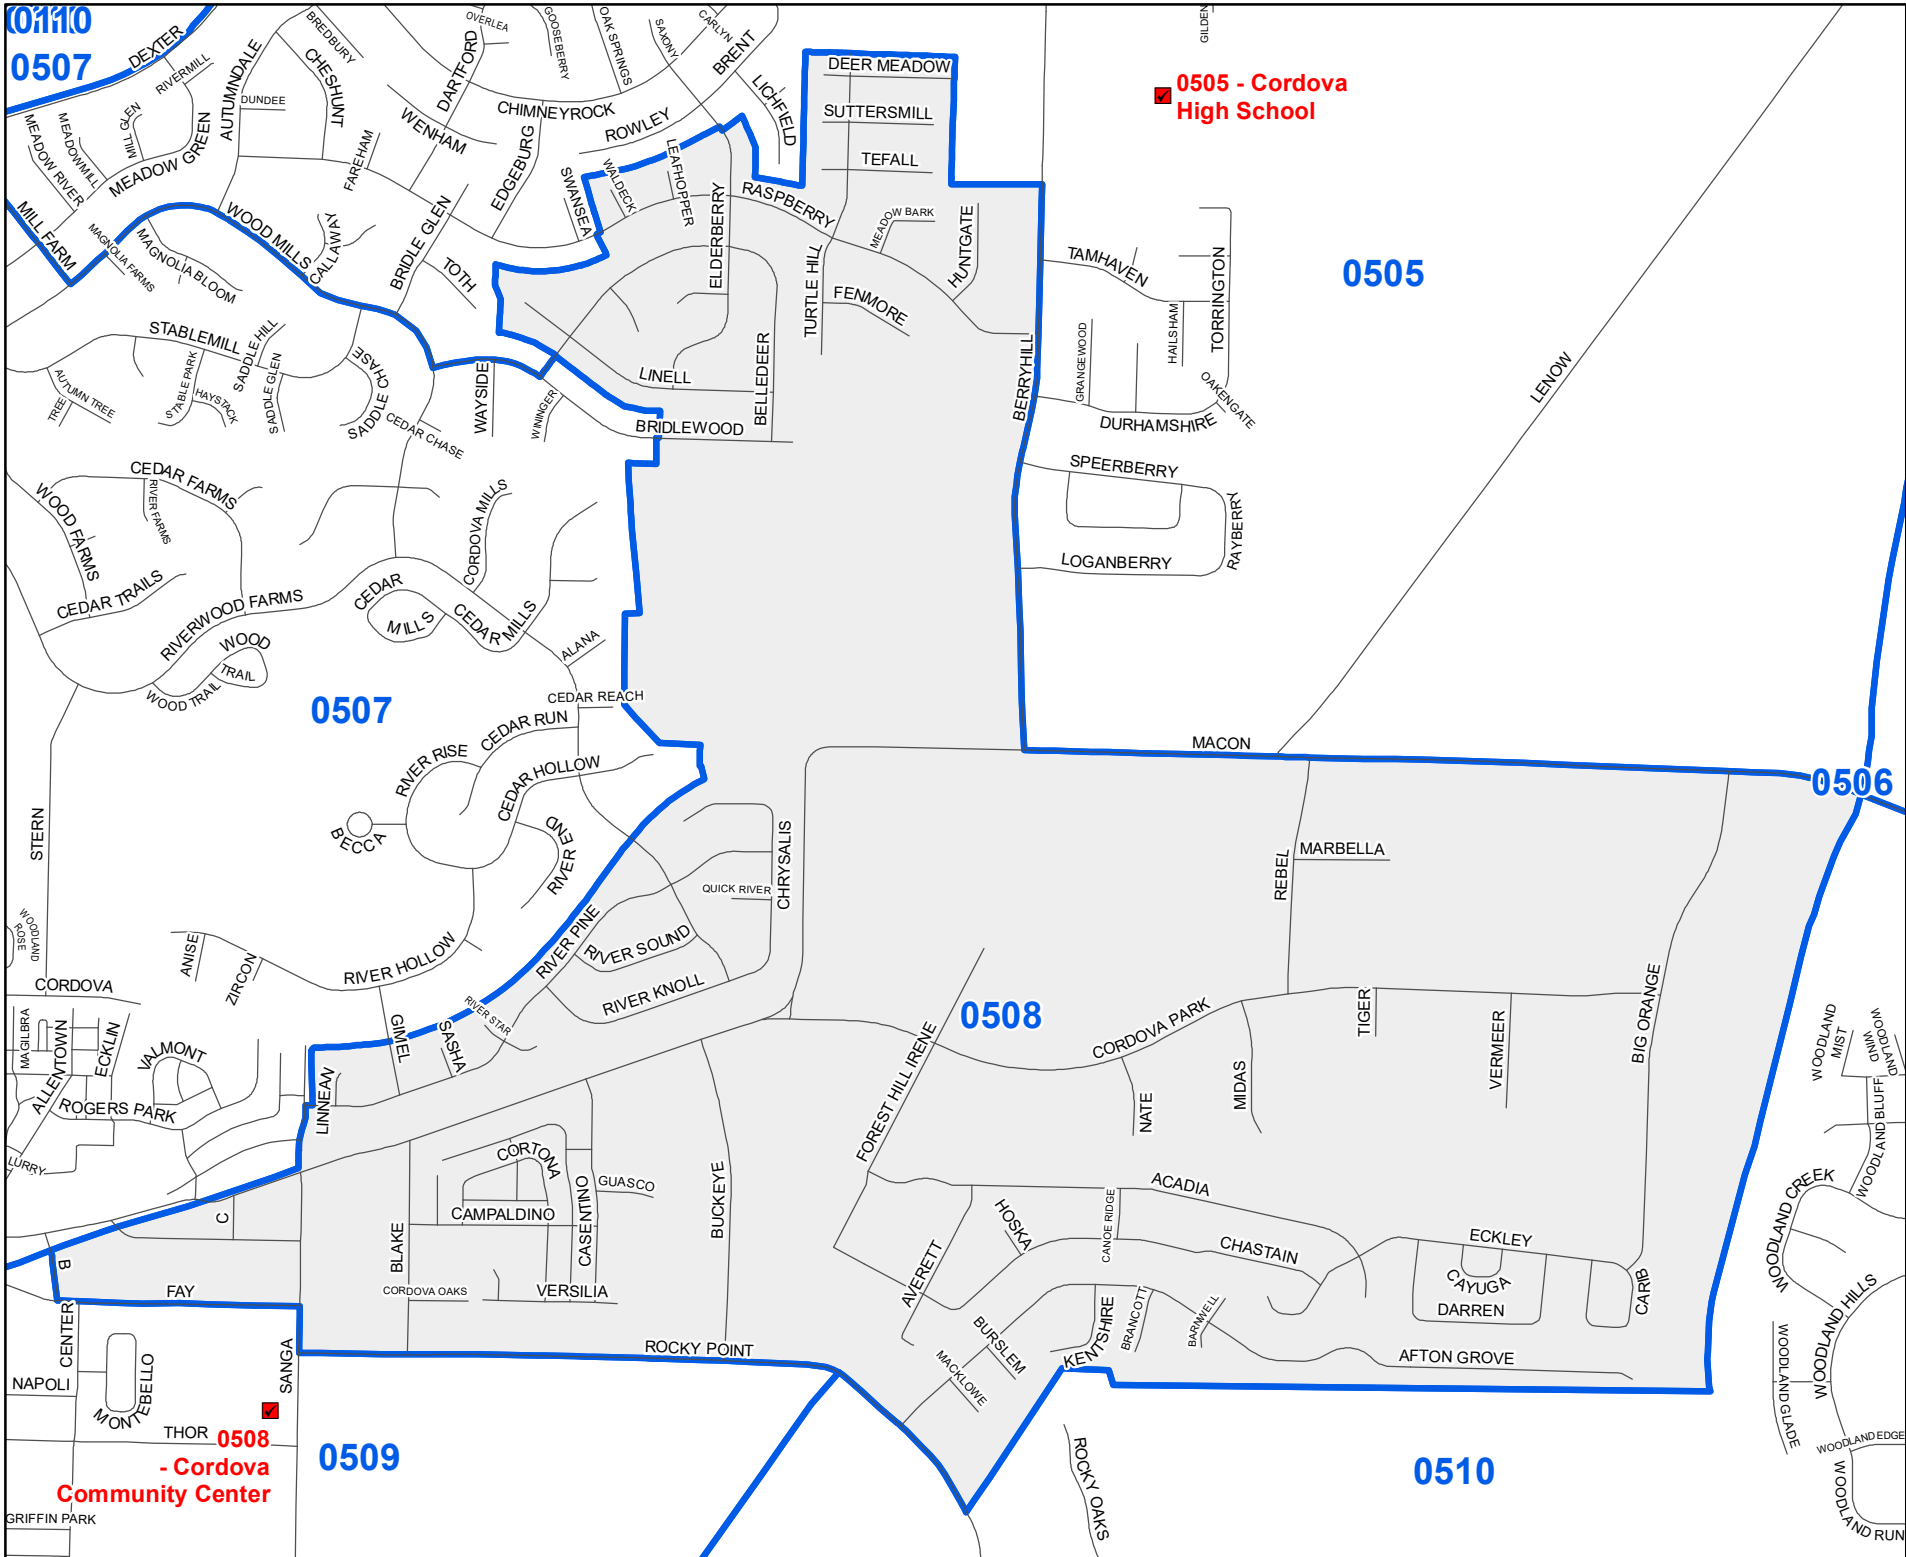 0110
0507
DEXTER
RIVERMILL
BREDBURY
AUTUMNDALE
CHESHUNT
DUNDEE
OVERLEA
DARTFORD
GOOSEBERRY
OAK SPRINGS
SAXONY
CARLYN
BRENT
LICHFIELD
GILDEN
DEER MEADOW
0505 - Cordova
High School
SUTTERSMILL
TEFALL
CHIMNEYROCK
ROWLEY
WENHAM
EDGEBURG
FAREHAM
MEADOW RIVER
MEADOWMILL
MILL GLEN
MEADOW GREEN
MILL FARM
MAGNOLIA FARMS
MAGNOLIA BLOOM
WOOD MILLS
CALLAWAY
BRIDLE GLEN
TOTH
SWANSEA
WALDECK
LEAFHOPPER
ELDERBERRY
RASPBERRY
MEADOW BARK
HUNTGATE
TURTLE HILL
FENMORE
TAMHAVEN
TORRINGTON
0505
HAILSHAM
GRANGEWOOD
OAKENGATE
DURHAMSHIRE
BERRYHILL
LENOW
STABLEMILL
SADDLE HILL
SADDLE GLEN
STABLE PARK
HAYSTACK
AUTUMN TREE
TREE
SADDLE CHASE
SADDLE
CEDAR CHASE
WAYSIDE
WININGER
LINELL
BELLEDEER
BRIDLEWOOD
SPEERBERRY
RAYBERRY
LOGANBERRY
CEDAR FARMS
RIVER FARMS
WOOD FARMS
CEDAR TRAILS
RIVERWOOD FARMS
CORDOVA MILLS
CEDAR
MILLS
CEDAR MILLS
ALANA
WOOD
TRAIL
WOOD TRAIL
0507
CEDAR REACH
CEDAR RUN
RIVER RISE
CEDAR HOLLOW
BECCA
RIVER END
STERN
MACON
0506
REBEL
MARBELLA
CHRYSALIS
QUICK RIVER
RIVER PINE
RIVER SOUND
RIVER KNOLL
RIVER STAR
WOODLAND
ROSE
ANISE
ZIRCON
RIVER HOLLOW
CORDOVA
MAGILBRA
ALLENTOWN
ECKLIN
VALMONT
ROGERS PARK
LURRY
GIMEL
SASHA
LINNEAN
0508
FOREST HILL IRENE
CORDOVA PARK
TIGER
VERMEER
BIG ORANGE
NATE
MIDAS
WOODLAND
MIST
WOODLAND
WIND
WOODLAND BLUFF
WOODLAND CREEK
WOODLAND HILLS
CORTONA
CAMPALDINO
CASENTINO
GUASCO
BUCKEYE
BLAKE
CORDOVA OAKS
VERSILIA
C
B
FAY
ACADIA
HOSKA
CANOE RIDGE
CHASTAIN
ECKLEY
CAYUGA
DARREN
CARIB
AVERETT
BURSLEM
MACKLOWE
KENTSHIRE
BRANCOTT
BARNWELL
AFTON GROVE
ROCKY POINT
CENTER
SANGA
MONTEBELLO
NAPOLI
THOR
0508
- Cordova
Community Center
GRIFFIN PARK
0509
ROCKY OAKS
0510
WOODLAND GLADE
WOODLAND EDGE
WOODLAND RUN